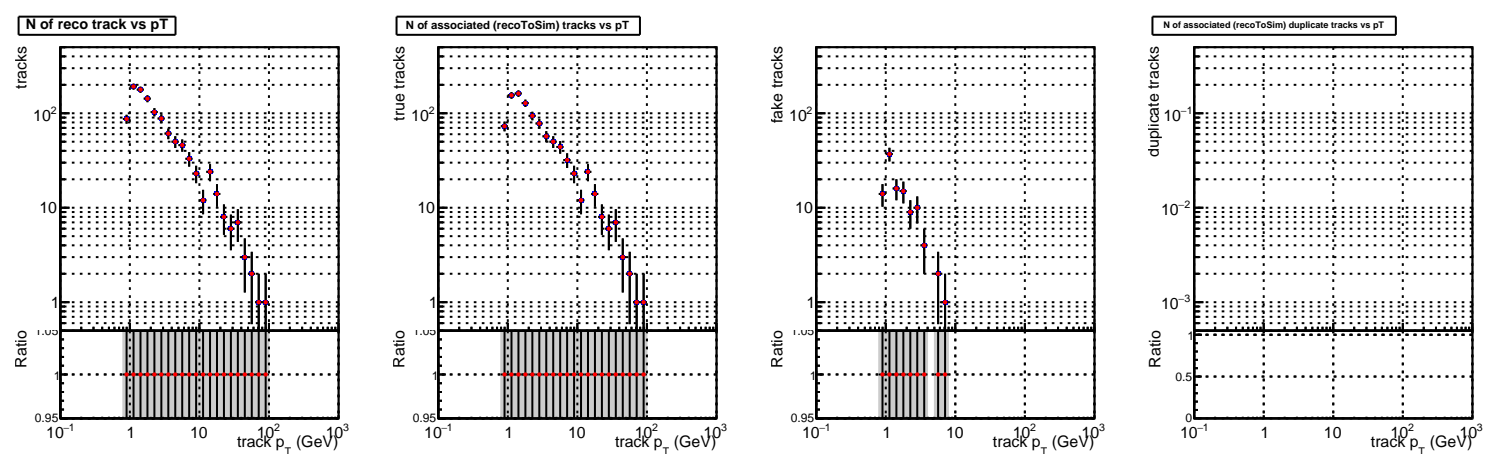 N of reco track vs pT
tracks
10²
10
1
Ratio
1.05
1
0.95
10⁻¹
1
10
10²
10³
track p_T (GeV)
N of associated (recoToSim) tracks vs pT
true tracks
10²
10
1
Ratio
1.05
1
0.95
10⁻¹
1
10
10²
10³
track p_T (GeV)
fake tracks
10²
10
1
Ratio
1.05
1
0.95
10⁻¹
1
10
10²
10³
track p_T (GeV)
N of associated (recoToSim) duplicate tracks vs pT
duplicate tracks
10⁻¹
10⁻²
10⁻³
Ratio
1
0.5
0
10⁻¹
1
10
10²
10³
track p_T (GeV)